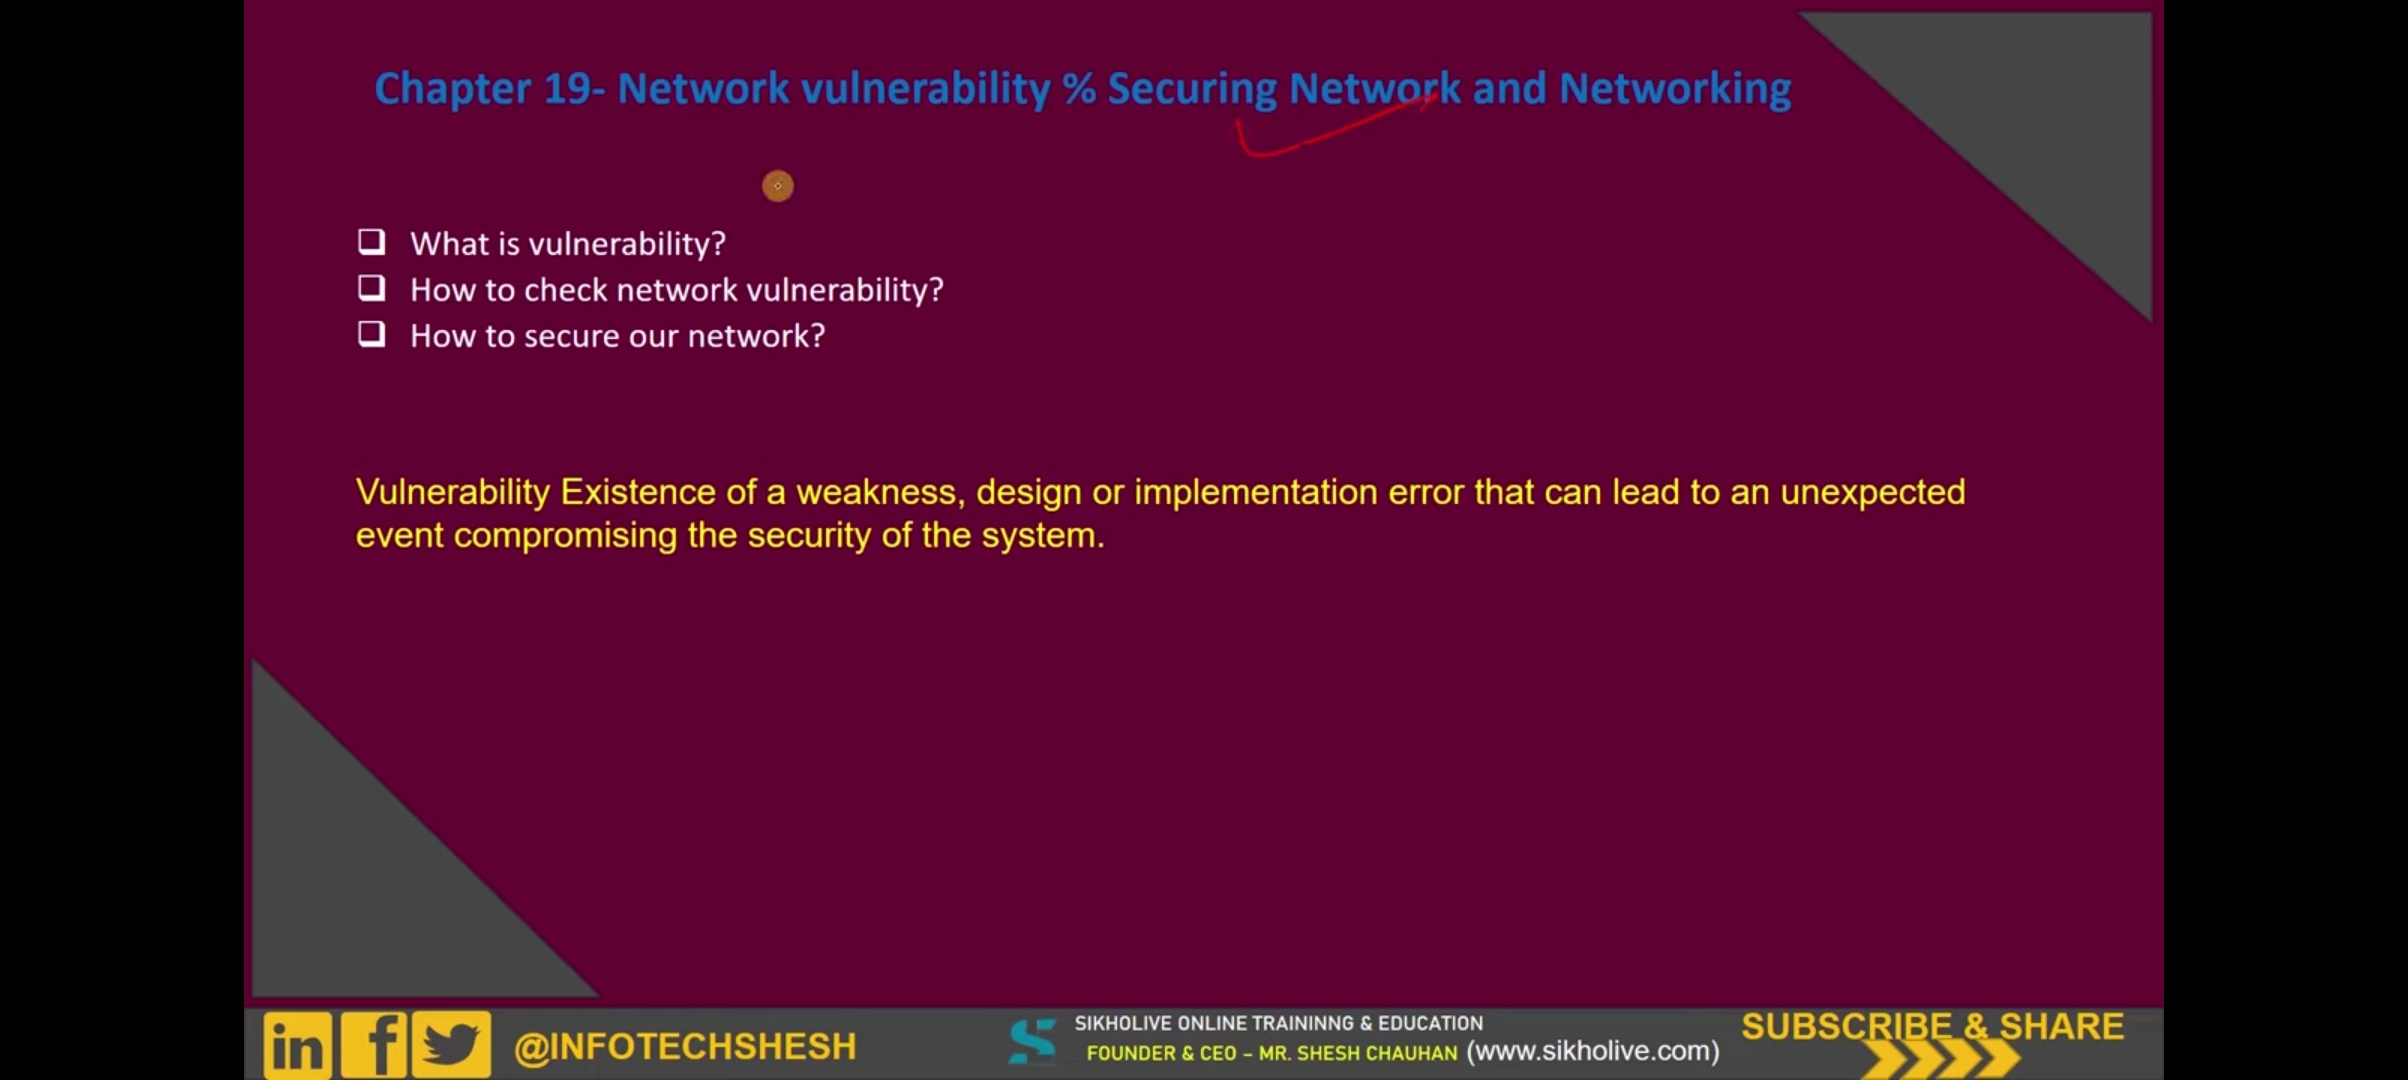 Chapter 19- Network vulnerability % Securing Network and Networking
What is vulnerability?
How to check network vulnerability?
How to secure our network?
Vulnerability Existence of a weakness, design or implementation error that can lead to an unexpected
event compromising the security of the system.
in f @INFOTECHSHESH
SIKHOLIVE ONLINE TRAININNG & EDUCATION
FOUNDER & CEO – MR. SHESH CHAUHAN (www.sikholive.com)
SUBSCRIBE & SHARE